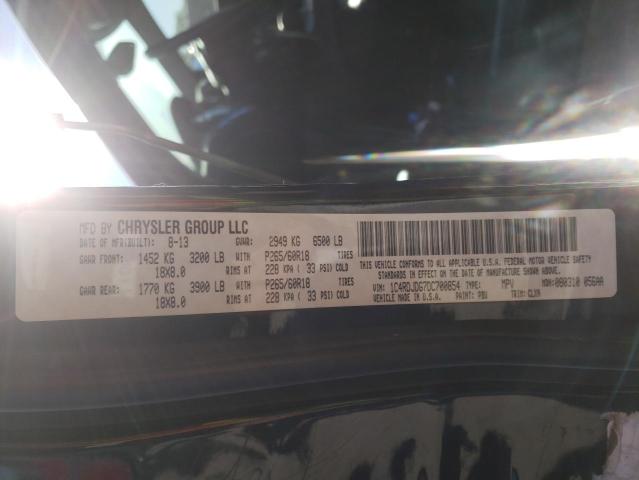 MFD BY CHRYSLER GROUP LLC
DATE OF MFR(BUILT): 8-13 GVWR: 2949 KG 6500 LB
GAWR FRONT: 1452 KG 3200 LB P265/60R18 TIRES
18X8.0 RIMS AT 228 KPA ( 33 PSI) COLD
GAWR REAR: 1770 KG 3900 LB P265/60R18 TIRES
18X8.0 RIMS AT 228 KPA ( 33 PSI) COLD
THIS VEHICLE CONFORMS TO ALL APPLICABLE U.S.A. FEDERAL MOTOR VEHICLE SAFETY
STANDARDS IN EFFECT ON THE DATE OF MANUFACTURE SHOWN ABOVE.
VIN: 1C4RDJDG7DC700854 TYPE: MPV MDH: 080310 056AA
VEHICLE MADE IN U.S.A. PAINT: PBU TRIM: CLX9